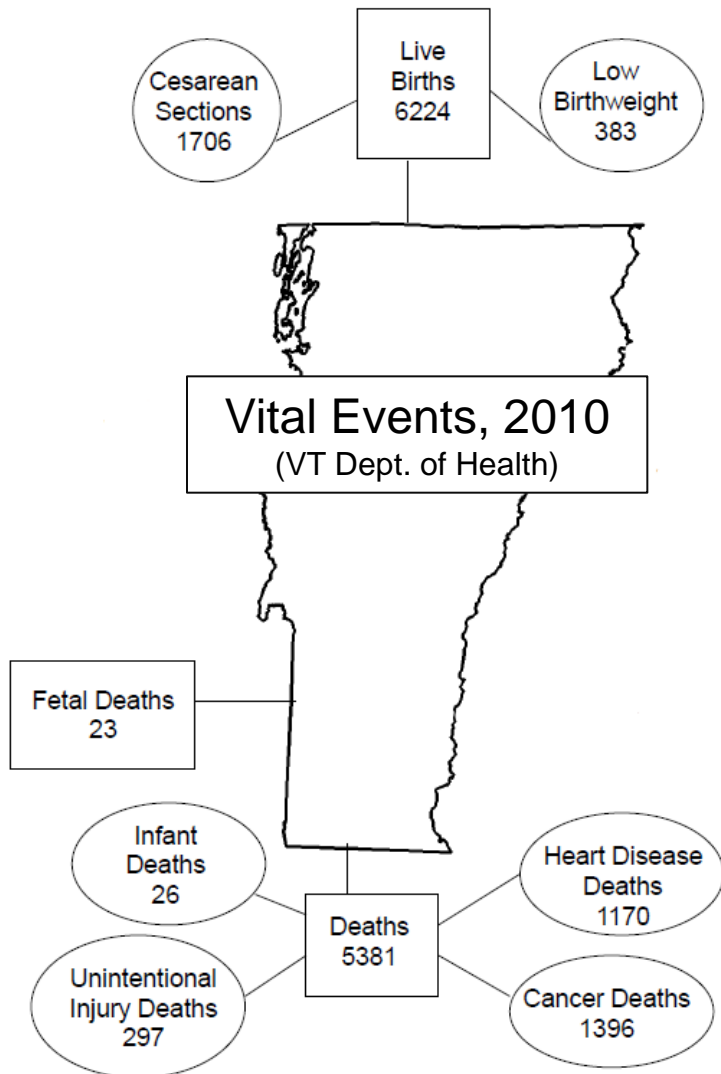 Live
Births
6224
Cesarean
Sections
1706
Low
Birthweight
383
Vital Events, 2010
(VT Dept. of Health)
Fetal Deaths
23
Infant
Deaths
26
Heart Disease
Deaths
1170
Deaths
5381
Unintentional
Injury Deaths
297
Cancer Deaths
1396